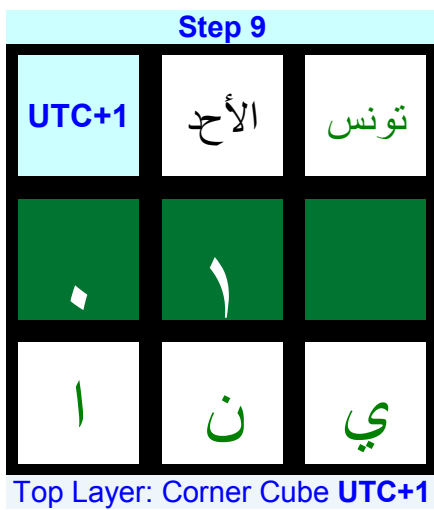 Step 9
تونس الأحد UTC+1
١ ٠
ي ن ا
Top Layer: Corner Cube UTC+1